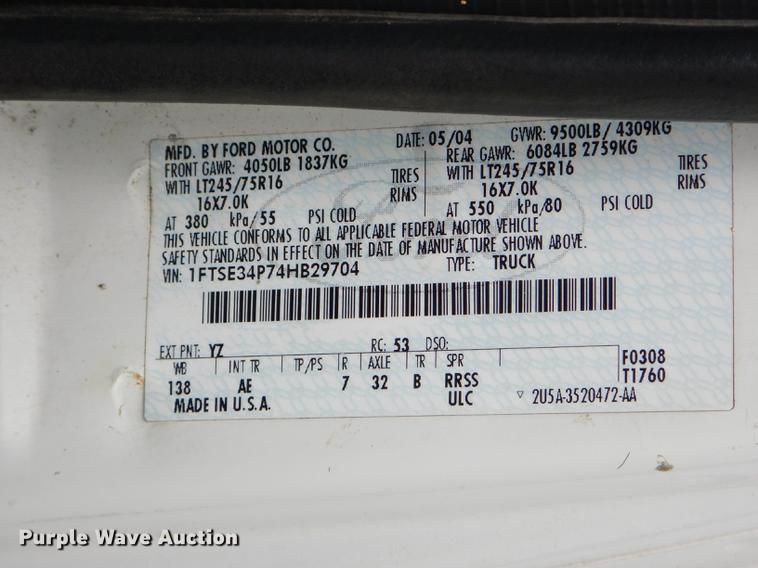 MFD. BY FORD MOTOR CO. DATE: 05/04 GVWR: 9500LB/ 4309KG
FRONT GAWR: 4050LB 1837KG REAR GAWR: 6084LB 2759KG
WITH LT245/75R16 TIRES WITH LT245/75R16 TIRES
16X7.0K RIMS 16X7.0K RIMS
AT 380 kPa/55 PSI COLD AT 550 kPa/80 PSI COLD
THIS VEHICLE CONFORMS TO ALL APPLICABLE FEDERAL MOTOR VEHICLE
SAFETY STANDARDS IN EFFECT ON THE DATE OF MANUFACTURE SHOWN ABOVE.
VIN: 1FTSE34P74HB29704 TYPE: TRUCK
EXT PNT: YZ RC: 53 DSO:
WB INT TR TP/PS R AXLE TR SPR F0308
138 AE 7 32 B RRSS T1760
MADE IN U.S.A. ULC ▽ 2U5A-3520472-AA
Purple Wave Auction